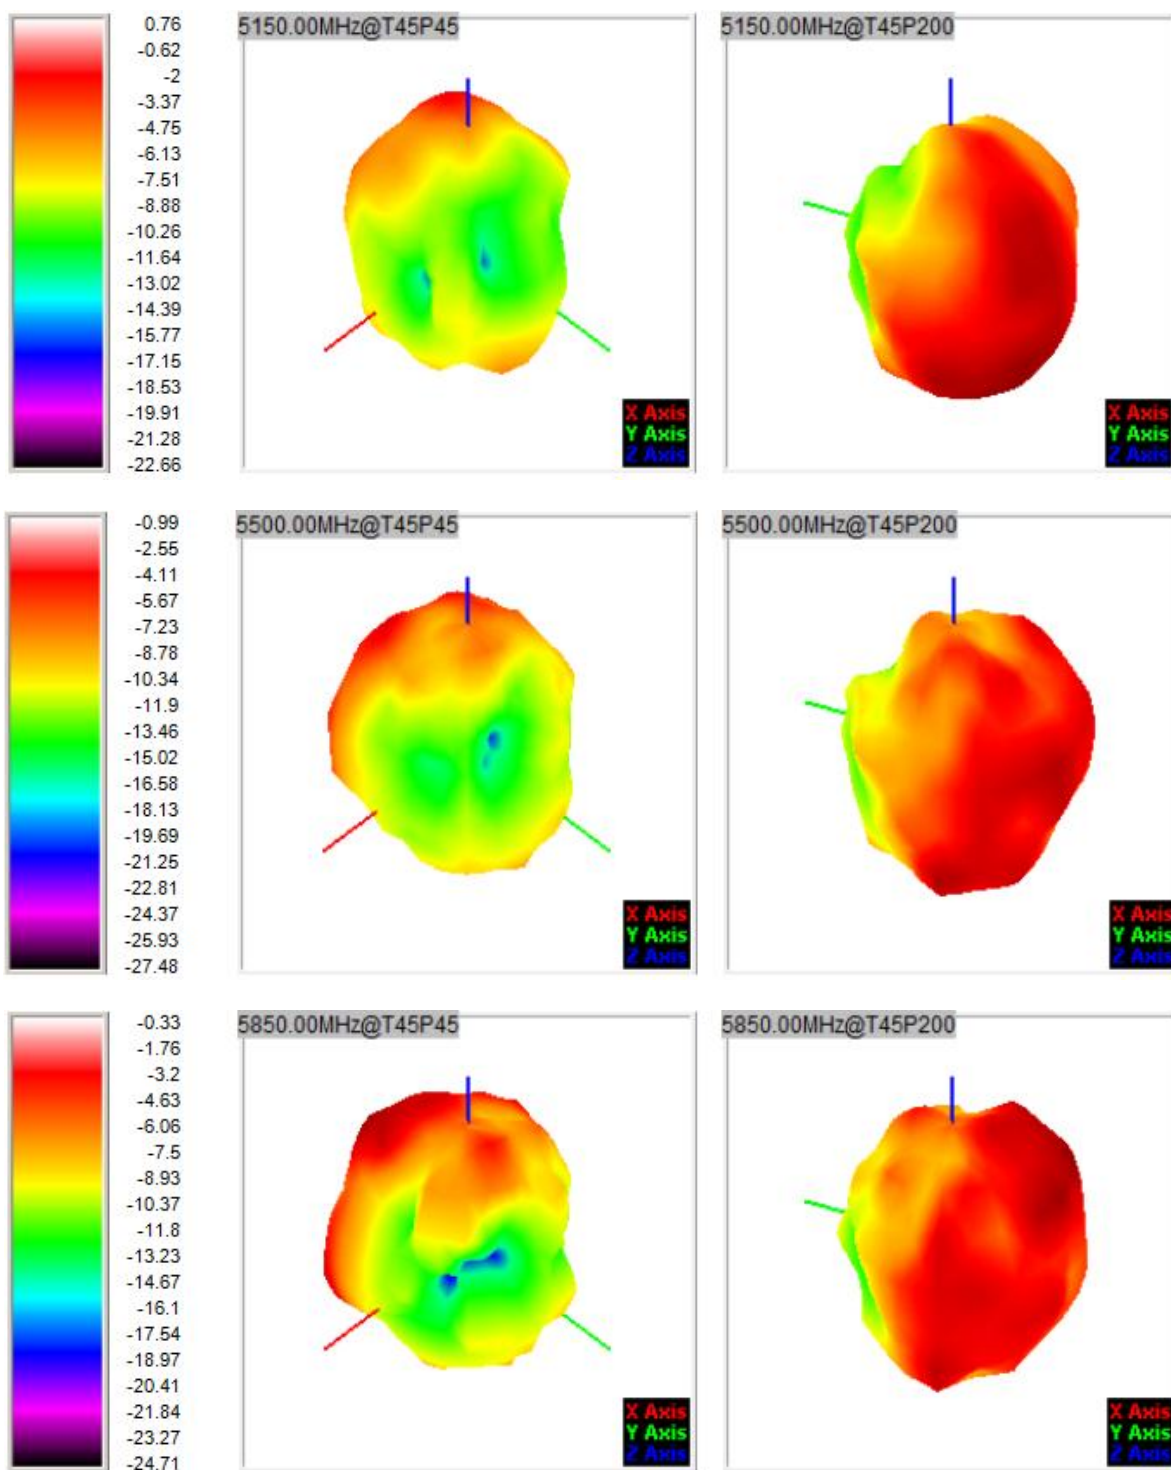 0.76
-0.62
-2
-3.37
-4.75
-6.13
-7.51
-8.88
-10.26
-11.64
-13.02
-14.39
-15.77
-17.15
-18.53
-19.91
-21.28
-22.66
5150.00MHz@T45P45
X Axis
Y Axis
Z Axis
5150.00MHz@T45P200
X Axis
Y Axis
Z Axis
-0.99
-2.55
-4.11
-5.67
-7.23
-8.78
-10.34
-11.9
-13.46
-15.02
-16.58
-18.13
-19.69
-21.25
-22.81
-24.37
-25.93
-27.48
5500.00MHz@T45P45
X Axis
Y Axis
Z Axis
5500.00MHz@T45P200
X Axis
Y Axis
Z Axis
-0.33
-1.76
-3.2
-4.63
-6.06
-7.5
-8.93
-10.37
-11.8
-13.23
-14.67
-16.1
-17.54
-18.97
-20.41
-21.84
-23.27
-24.71
5850.00MHz@T45P45
X Axis
Y Axis
Z Axis
5850.00MHz@T45P200
X Axis
Y Axis
Z Axis